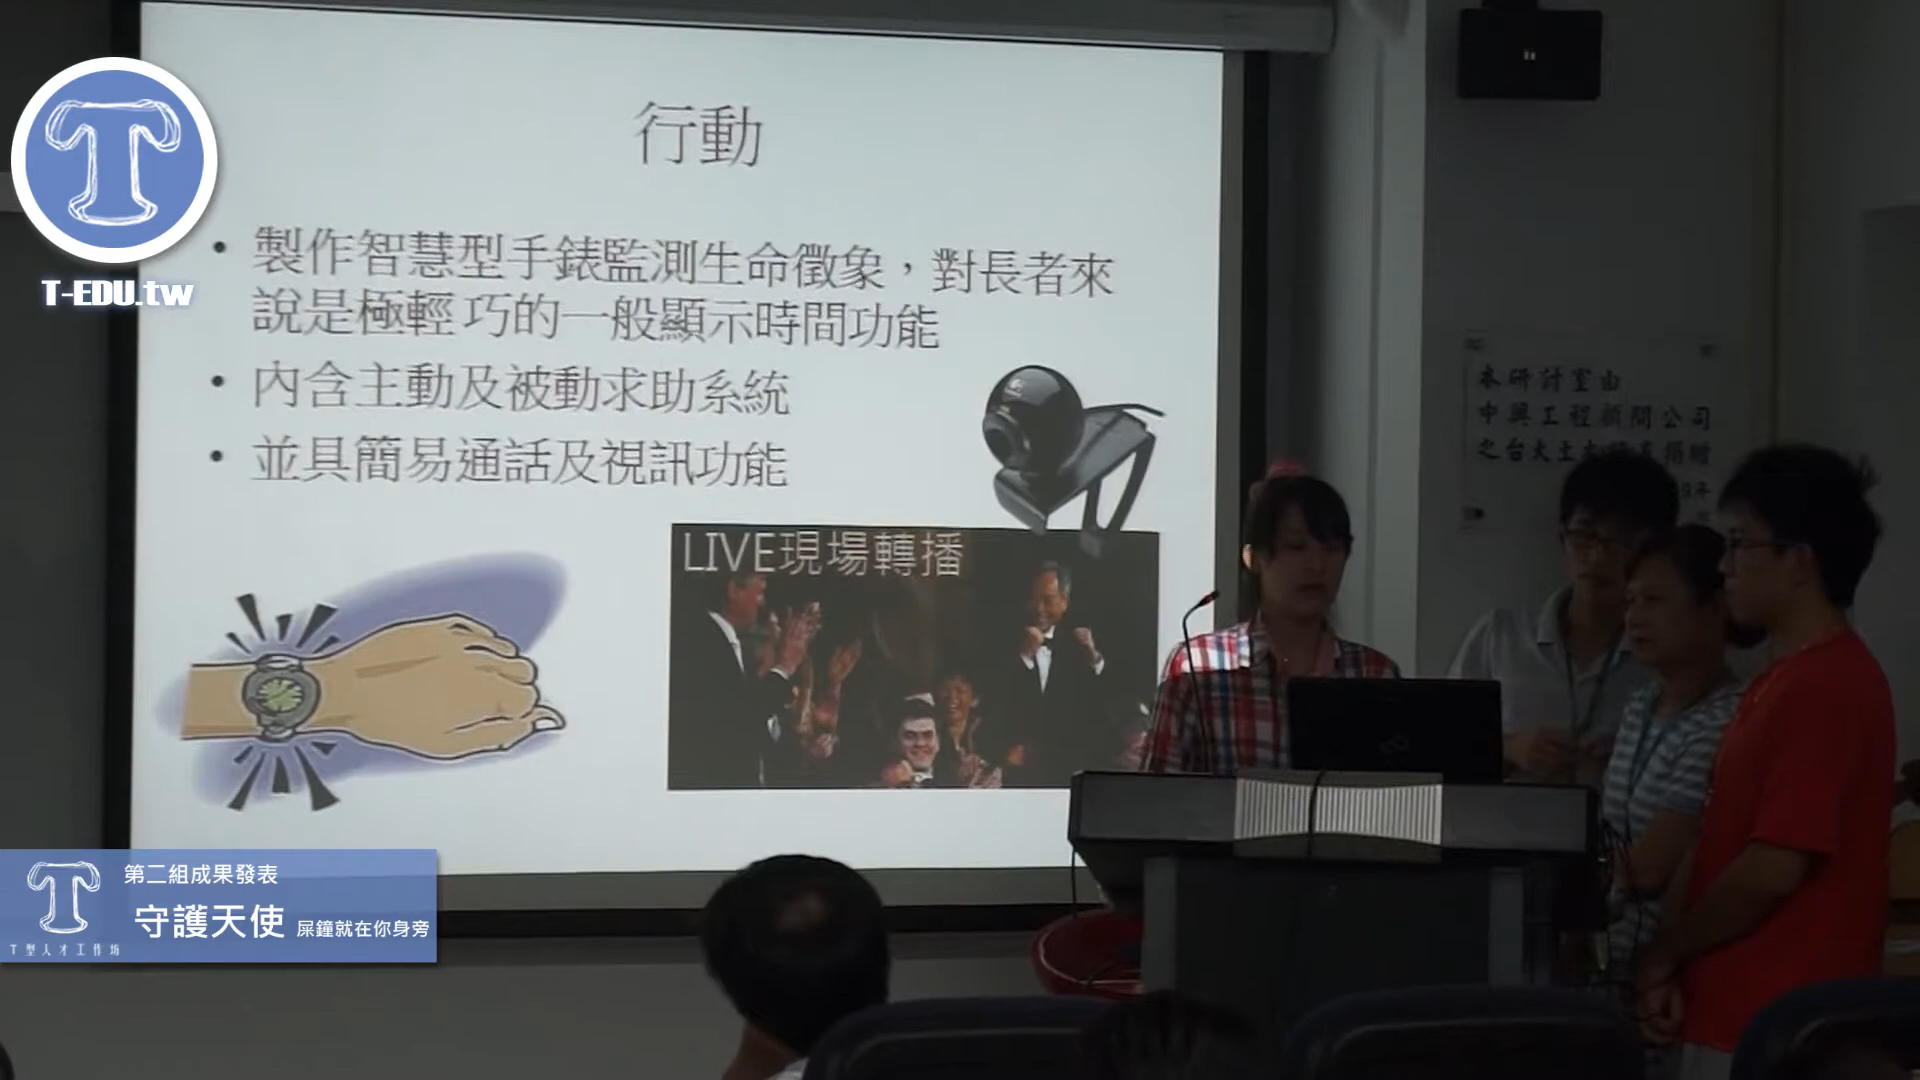 行動
• 製作智慧型手錶監測生命徵象，對長者來
說是極輕巧的一般顯示時間功能
• 內含主動及被動求助系統
• 並具簡易通話及視訊功能
LIVE現場轉播
T-EDU.tw
本研討室由
中興工程顧問公司
之台大土木
捐贈
第二組成果發表
守護天使 屎鐘就在你身旁
T型人才工作坊